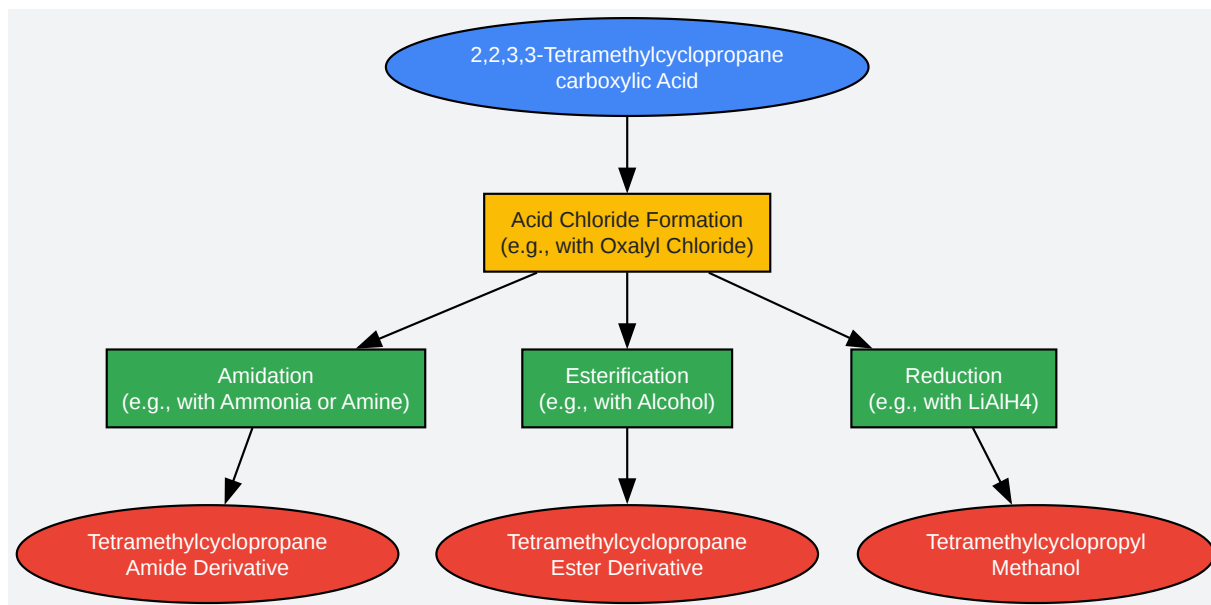 2,2,3,3-Tetramethylcyclopropane
carboxylic Acid
Acid Chloride Formation
(e.g., with Oxalyl Chloride)
Amidation
(e.g., with Ammonia or Amine)
Esterification
(e.g., with Alcohol)
Reduction
(e.g., with LiAlH4)
Tetramethylcyclopropane
Amide Derivative
Tetramethylcyclopropane
Ester Derivative
Tetramethylcyclopropyl
Methanol